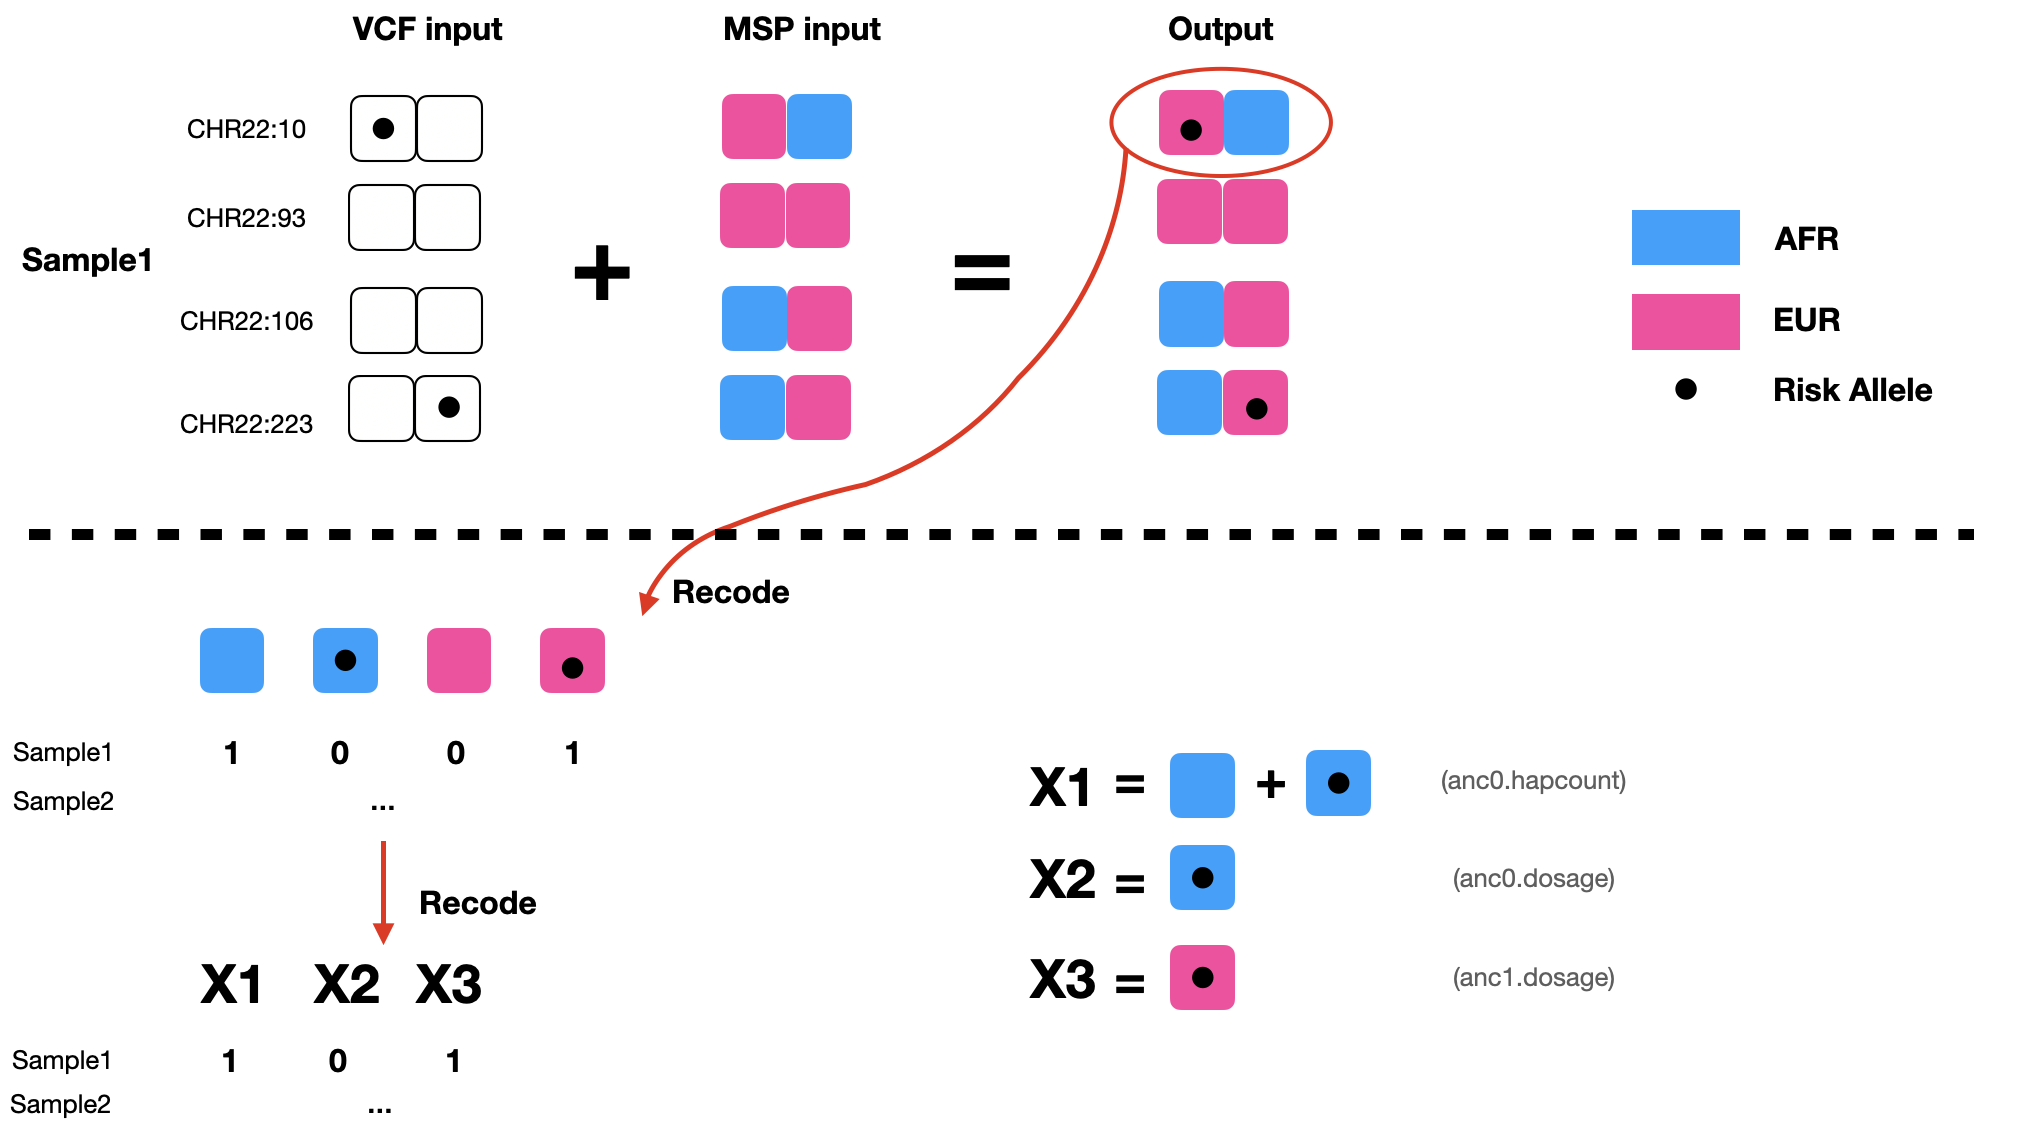 VCF input
MSP input
Output
CHR22:10
CHR22:93
Sample1
CHR22:106
CHR22:223
+
=
AFR
EUR
Risk Allele
Recode
Sample1 1 0 0 1
Sample2 ...
Recode
X1 X2 X3
Sample1 1 0 1
Sample2 ...
X1 = + (anc0.hapcount)
X2 = (anc0.dosage)
X3 = (anc1.dosage)